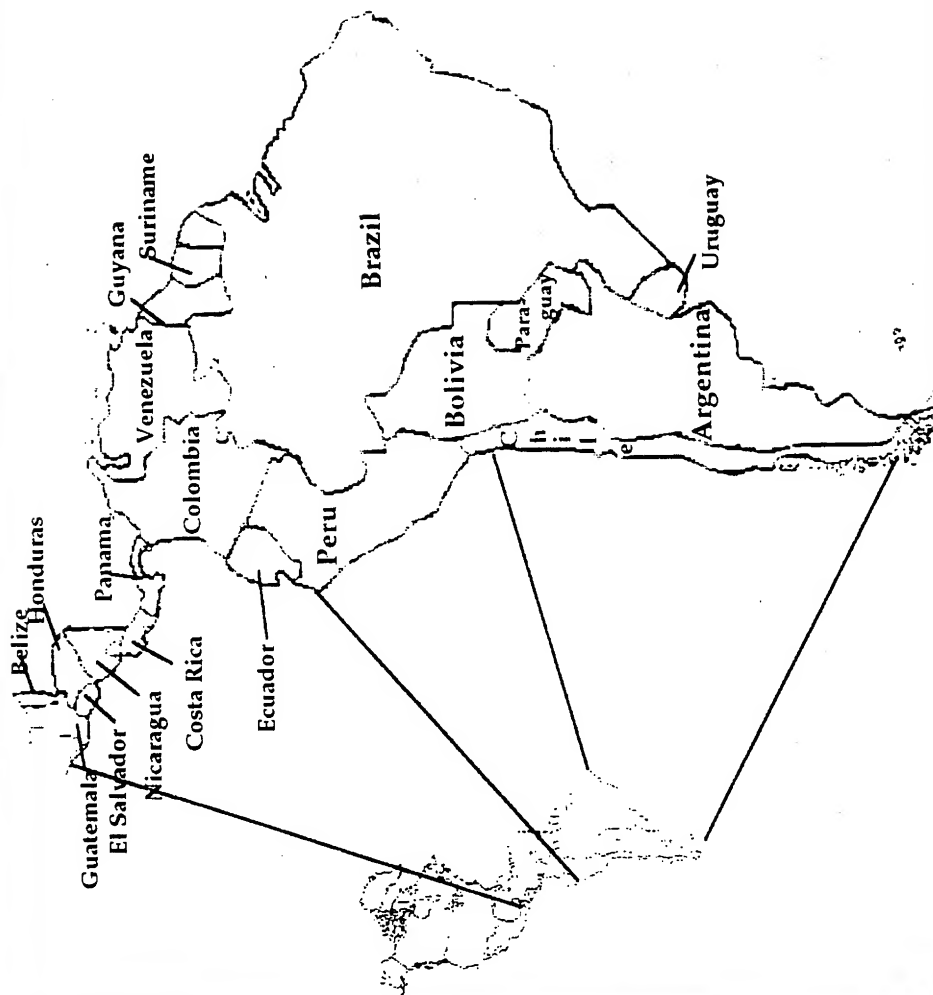 Belize
Honduras
Guatemala
El Salvador
Nicaragua
Costa Rica
Panama
Venezuela
Guyana
Suriname
Colombia
Ecuador
Peru
Brazil
Bolivia
Para-
guay
Chile
Argentina
Uruguay